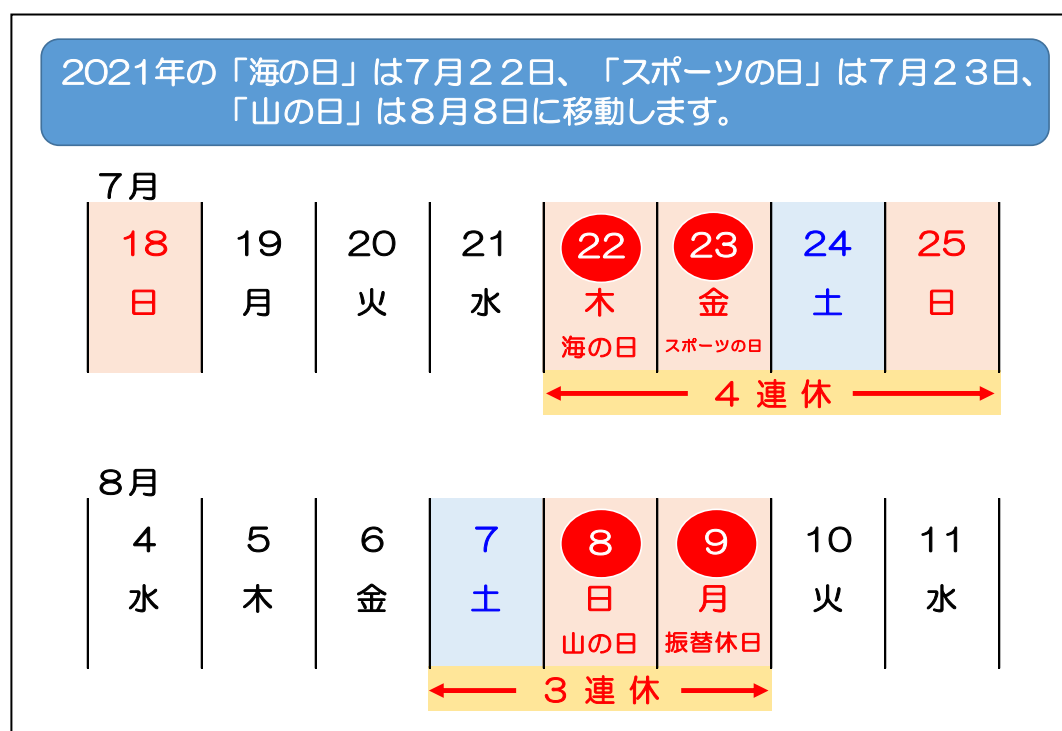 2021年の「海の日」は７月２２日、「スポーツの日」は７月２３日、
「山の日」は８月８日に移動します。
７月
18 19 20 21 22 23 24 25
日 月 火 水 木 金 土 日
海の日 スポーツの日
４ 連 休
８月
4 5 6 7 8 9 10 11
水 木 金 土 日 月 火 水
山の日 振替休日
３ 連 休